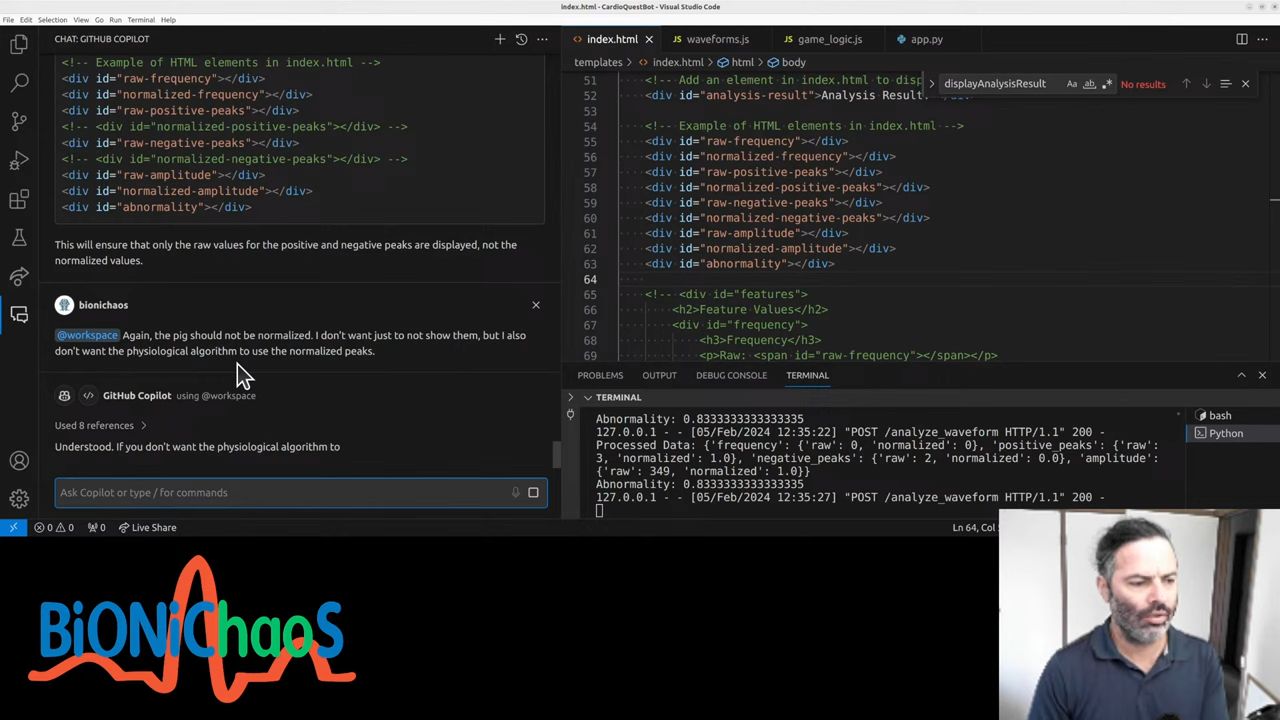 index.html - CardioQuestBot - Visual Studio Code
File Edit Selection View Go Run Terminal Help
CHAT: GITHUB COPILOT
<!-- Example of HTML elements in index.html -->
<div id="raw-frequency"></div>
<div id="normalized-frequency"></div>
<div id="raw-positive-peaks"></div>
<!-- <div id="normalized-positive-peaks"></div> -->
<div id="raw-negative-peaks"></div>
<!-- <div id="normalized-negative-peaks"></div> -->
<div id="raw-amplitude"></div>
<div id="normalized-amplitude"></div>
<div id="abnormality"></div>
This will ensure that only the raw values for the positive and negative peaks are displayed, not the
normalized values.
bionichaos
@workspace Again, the pig should not be normalized. I don't want just to not show them, but I also
don't want the physiological algorithm to use the normalized peaks.
GitHub Copilot using @workspace
Used 8 references
Understood. If you don't want the physiological algorithm to
Ask Copilot or type / for commands
index.html waveforms.js game_logic.js app.py
templates > index.html > html > body
displayAnalysisResult Aa ab No results
51 <!-- Add an element in index.html to disp
52 <div id="analysis-result">Analysis Result:
53
54 <!-- Example of HTML elements in index.html -->
55 <div id="raw-frequency"></div>
56 <div id="normalized-frequency"></div>
57 <div id="raw-positive-peaks"></div>
58 <div id="normalized-positive-peaks"></div>
59 <div id="raw-negative-peaks"></div>
60 <div id="normalized-negative-peaks"></div>
61 <div id="raw-amplitude"></div>
62 <div id="normalized-amplitude"></div>
63 <div id="abnormality"></div>
64
65 <!-- <div id="features">
66 <h2>Feature Values</h2>
67 <div id="frequency">
68 <h3>Frequency</h3>
69 <p>Raw: <span id="raw-frequency"></span></p>
PROBLEMS OUTPUT DEBUG CONSOLE TERMINAL
TERMINAL
Abnormality: 0.8333333333333335
127.0.0.1 - - [05/Feb/2024 12:35:22] "POST /analyze_waveform HTTP/1.1" 200 -
Processed Data: {'frequency': {'raw': 0, 'normalized': 0}, 'positive_peaks': {'raw':
3, 'normalized': 1.0}, 'negative_peaks': {'raw': 2, 'normalized': 0.0}, 'amplitude':
{'raw': 349, 'normalized': 1.0}}
Abnormality: 0.8333333333333335
127.0.0.1 - - [05/Feb/2024 12:35:27] "POST /analyze_waveform HTTP/1.1" 200 -
bash
Python
0 0 0 Live Share
Ln 64, Col
BiONiChaoS